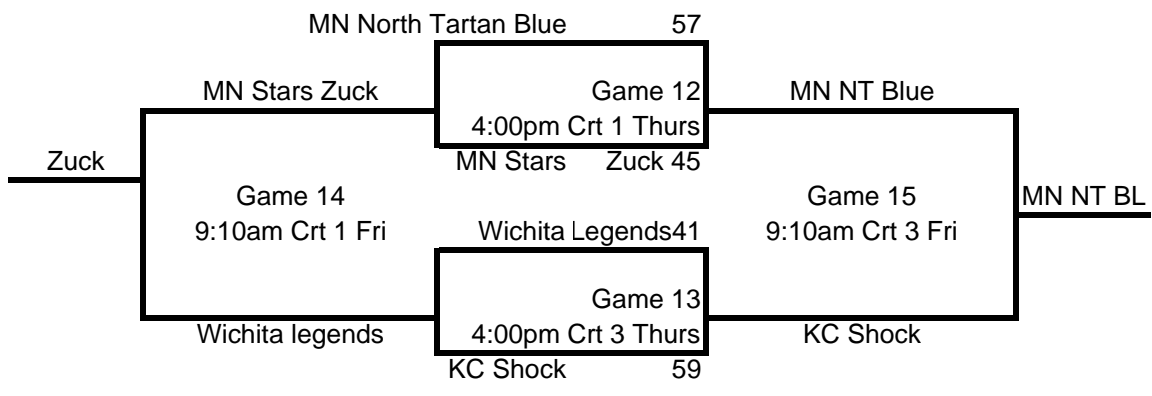 MN North Tartan Blue 57
MN Stars Zuck
Game 12
MN NT Blue
4:00pm Crt 1 Thurs
Zuck
MN Stars Zuck 45
Game 14
Game 15
MN NT BL
9:10am Crt 1 Fri
Wichita Legends41
9:10am Crt 3 Fri
Game 13
Wichita legends
4:00pm Crt 3 Thurs
KC Shock
KC Shock 59